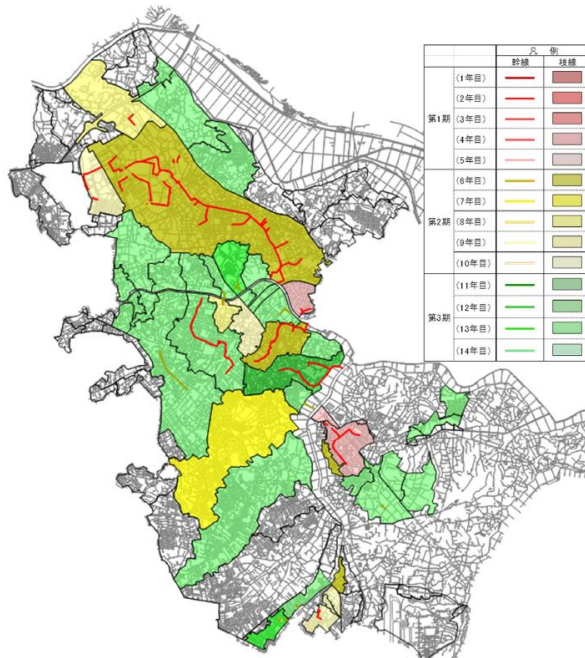 凡 例
幹線 枝線
第1期
(1年目)
(2年目)
(3年目)
(4年目)
(5年目)
第2期
(6年目)
(7年目)
(8年目)
(9年目)
(10年目)
第3期
(11年目)
(12年目)
(13年目)
(14年目)